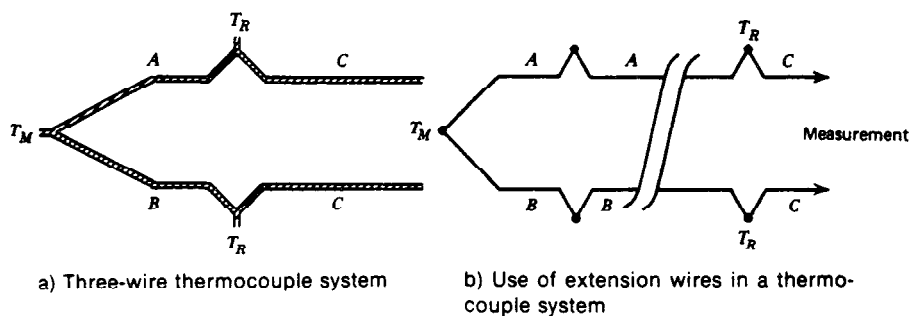 T_R
A
C
T_M
B
C
T_R
a) Three-wire thermocouple system
T_R
A
A
C
T_M
Measurement
B
B
C
T_R
b) Use of extension wires in a thermo-
couple system